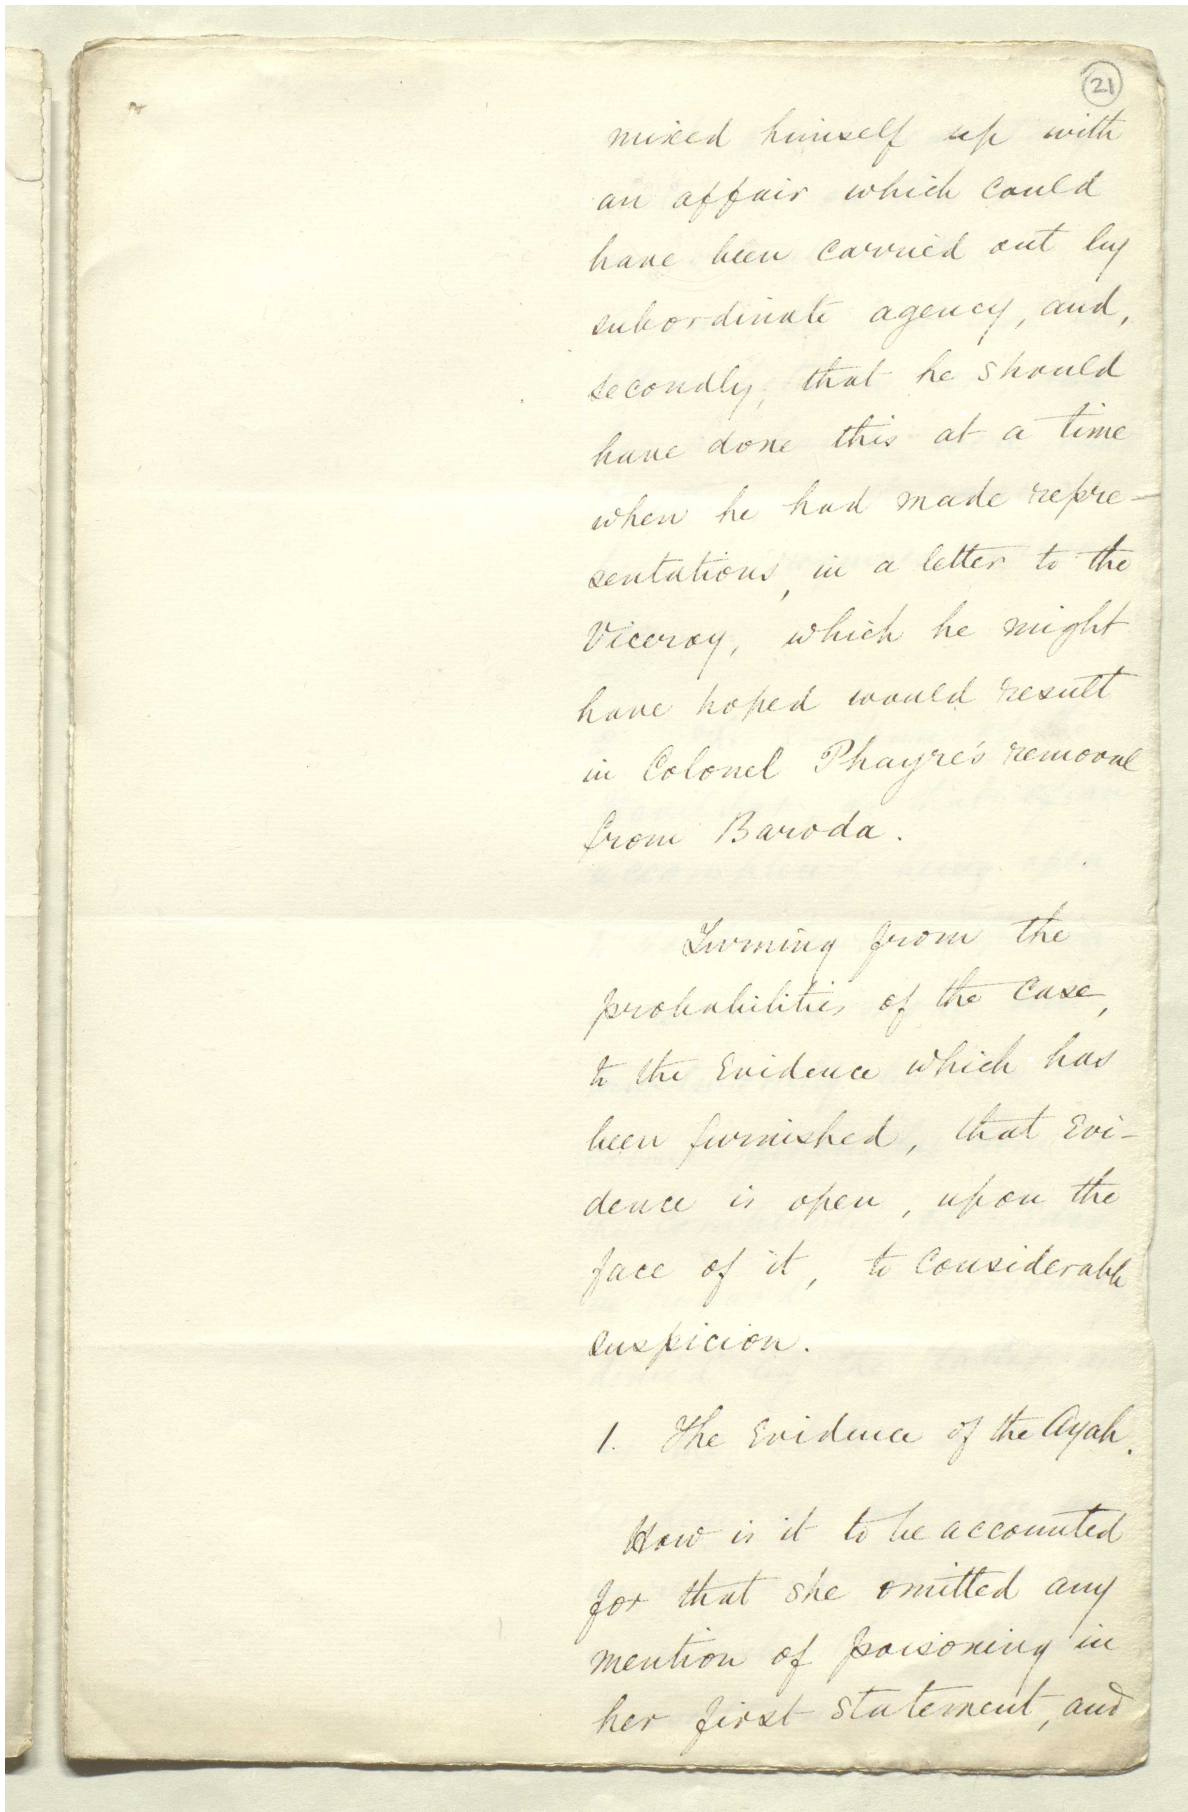 21
mixed himself up with
an affair which could
have been carried out by
subordinate agency, and,
secondly, that he should
have done this at a time
when he had made repre-
sentations, in a letter to the
Viceroy, which he might
have hoped would result
in Colonel Phayre's removal
from Baroda.
Turning from the
probabilities of the Case,
to the Evidence which has
been furnished, that Evi-
dence is open, upon the
face of it, to Considerable
suspicion.
1. The Evidence of the Ayah.
How is it to be accounted
for that she omitted any
mention of poisoning in
her first statement, and